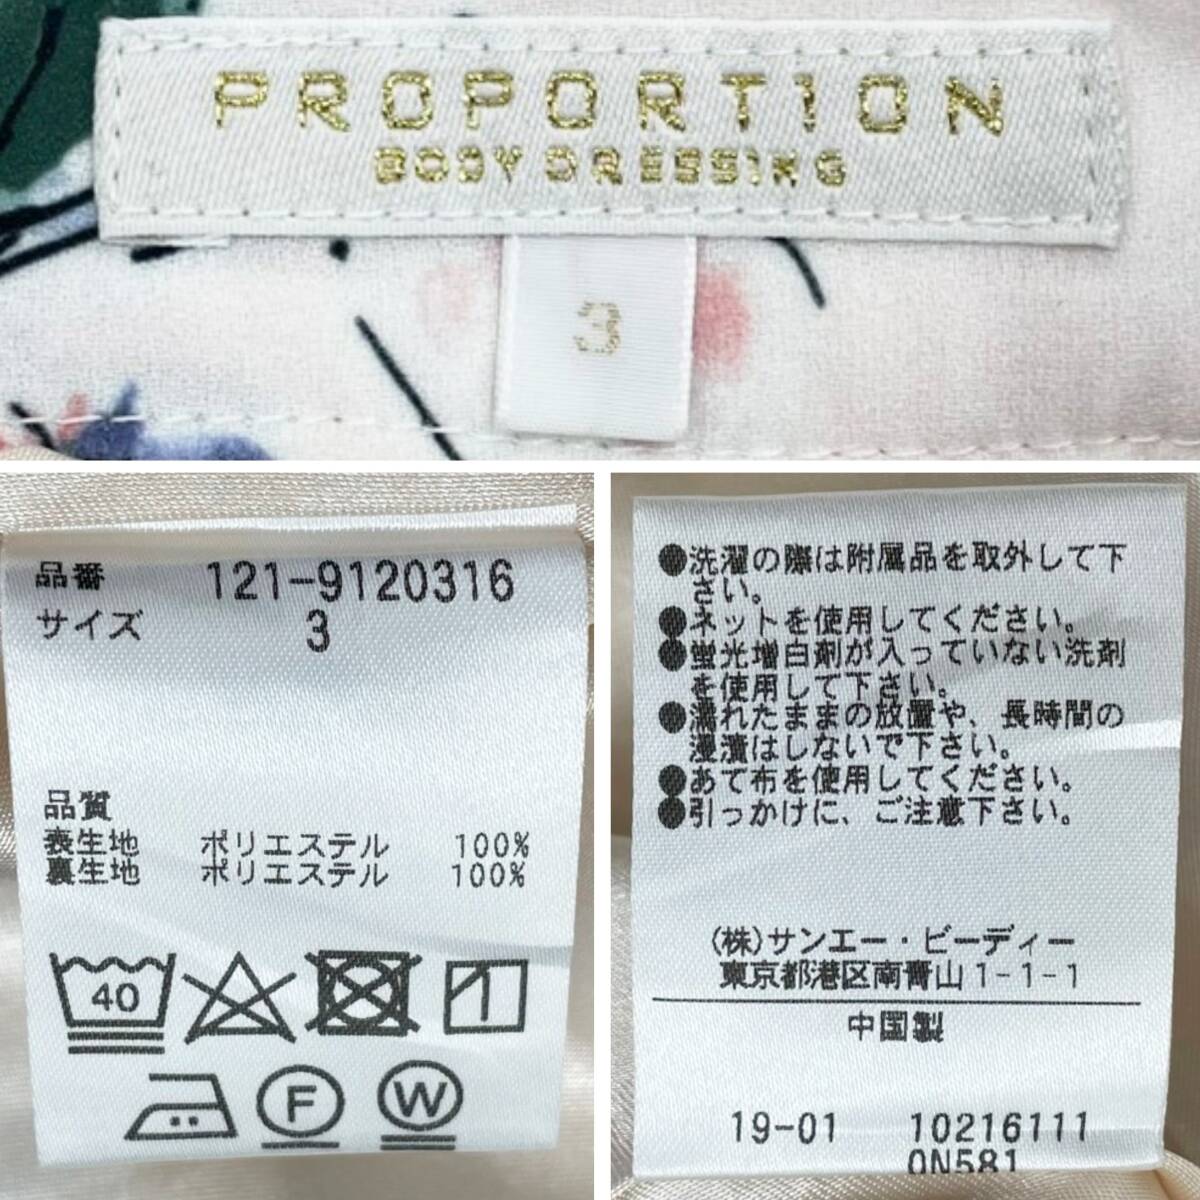 PROPORTION
BODY DRESSING
3
品番 121-9120316
サイズ 3
品質
表生地 ポリエステル 100%
裏生地 ポリエステル 100%
40
F
W
●洗濯の際は附属品を取外して下
さい。
●ネットを使用してください。
●蛍光増白剤が入っていない洗剤
を使用して下さい。
●濡れたままの放置や、長時間の
浸漬はしないで下さい。
●あて布を使用してください。
●引っかけに、ご注意下さい。
(株)サンエー・ビーディー
東京都港区南青山1-1-1
中国製
19-01 10216111
0N581